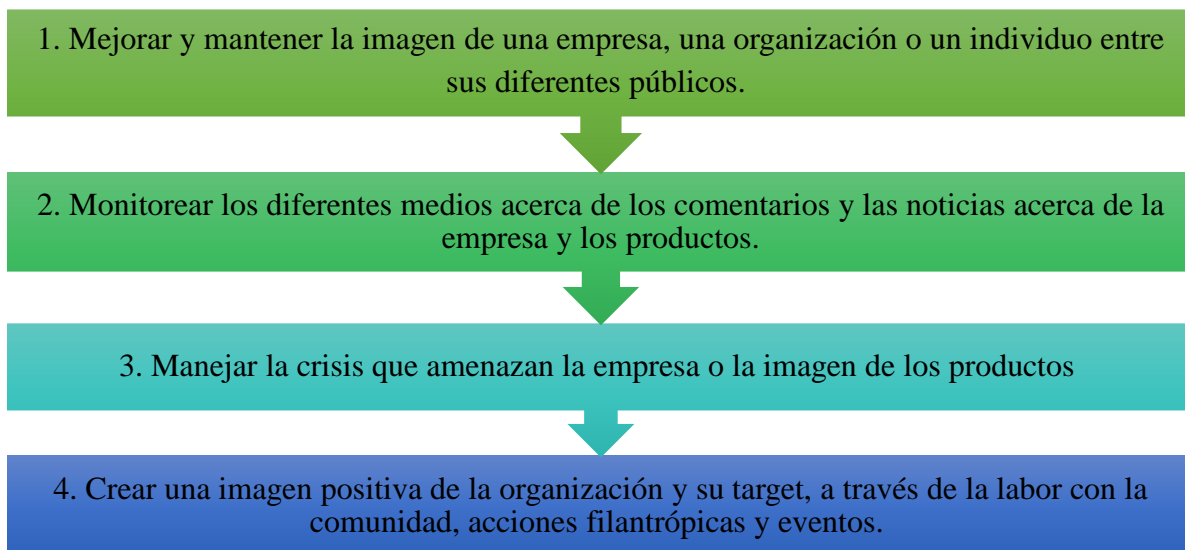 1. Mejorar y mantener la imagen de una empresa, una organización o un individuo entre
sus diferentes públicos.
2. Monitorear los diferentes medios acerca de los comentarios y las noticias acerca de la
empresa y los productos.
3. Manejar la crisis que amenazan la empresa o la imagen de los productos
4. Crear una imagen positiva de la organización y su target, a través de la labor con la
comunidad, acciones filantrópicas y eventos.